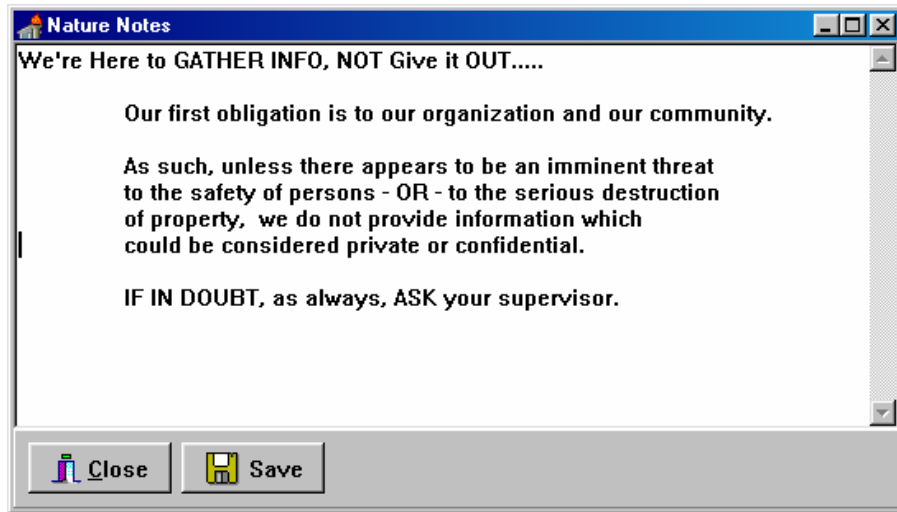 Nature Notes
We're Here to GATHER INFO, NOT Give it OUT.....
Our first obligation is to our organization and our community.
As such, unless there appears to be an imminent threat
to the safety of persons - OR - to the serious destruction
of property,  we do not provide information which
could be considered private or confidential.
IF IN DOUBT, as always, ASK your supervisor.
Close
Save